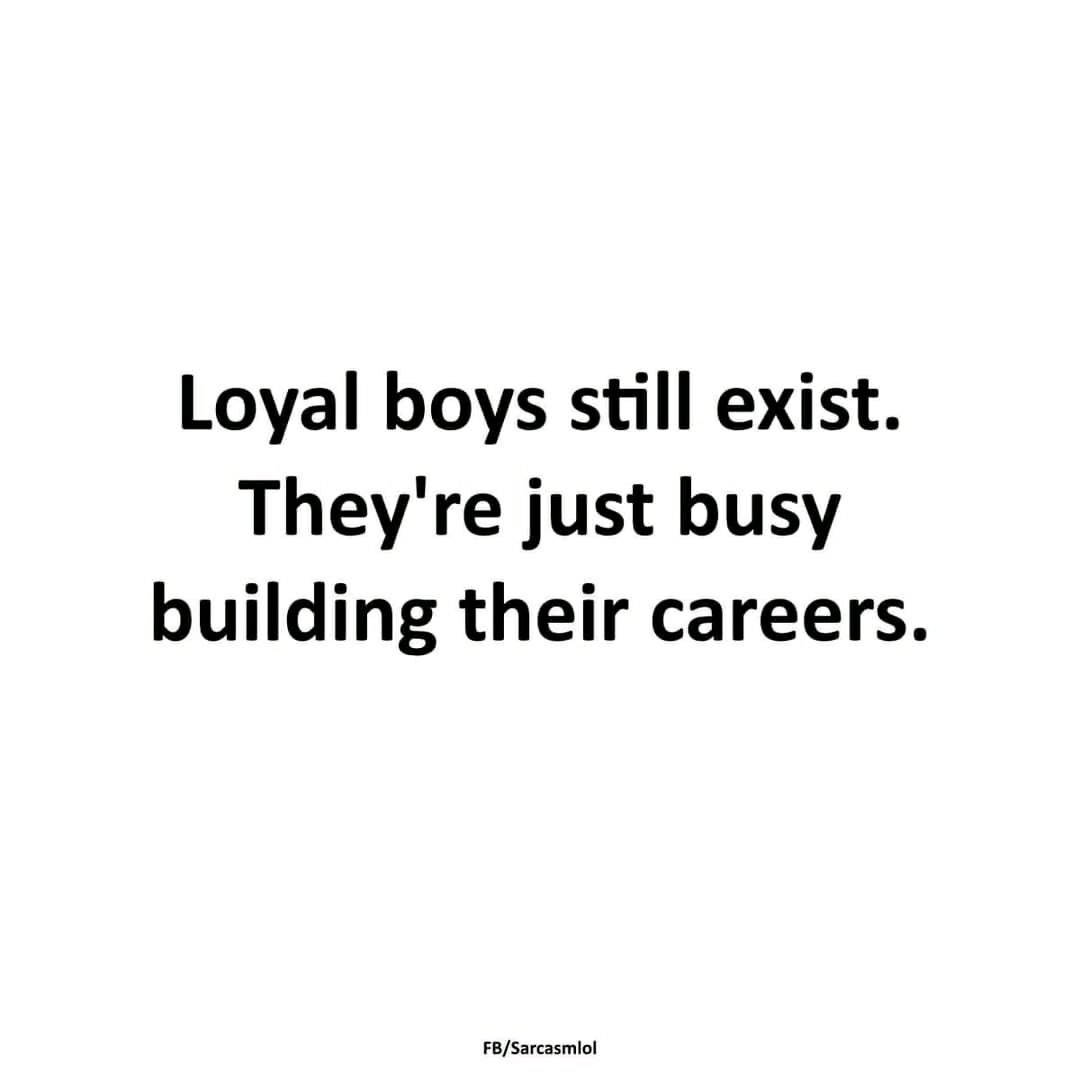 Loyal boys still exist.
They're just busy
building their careers.
FB/Sarcasmlol